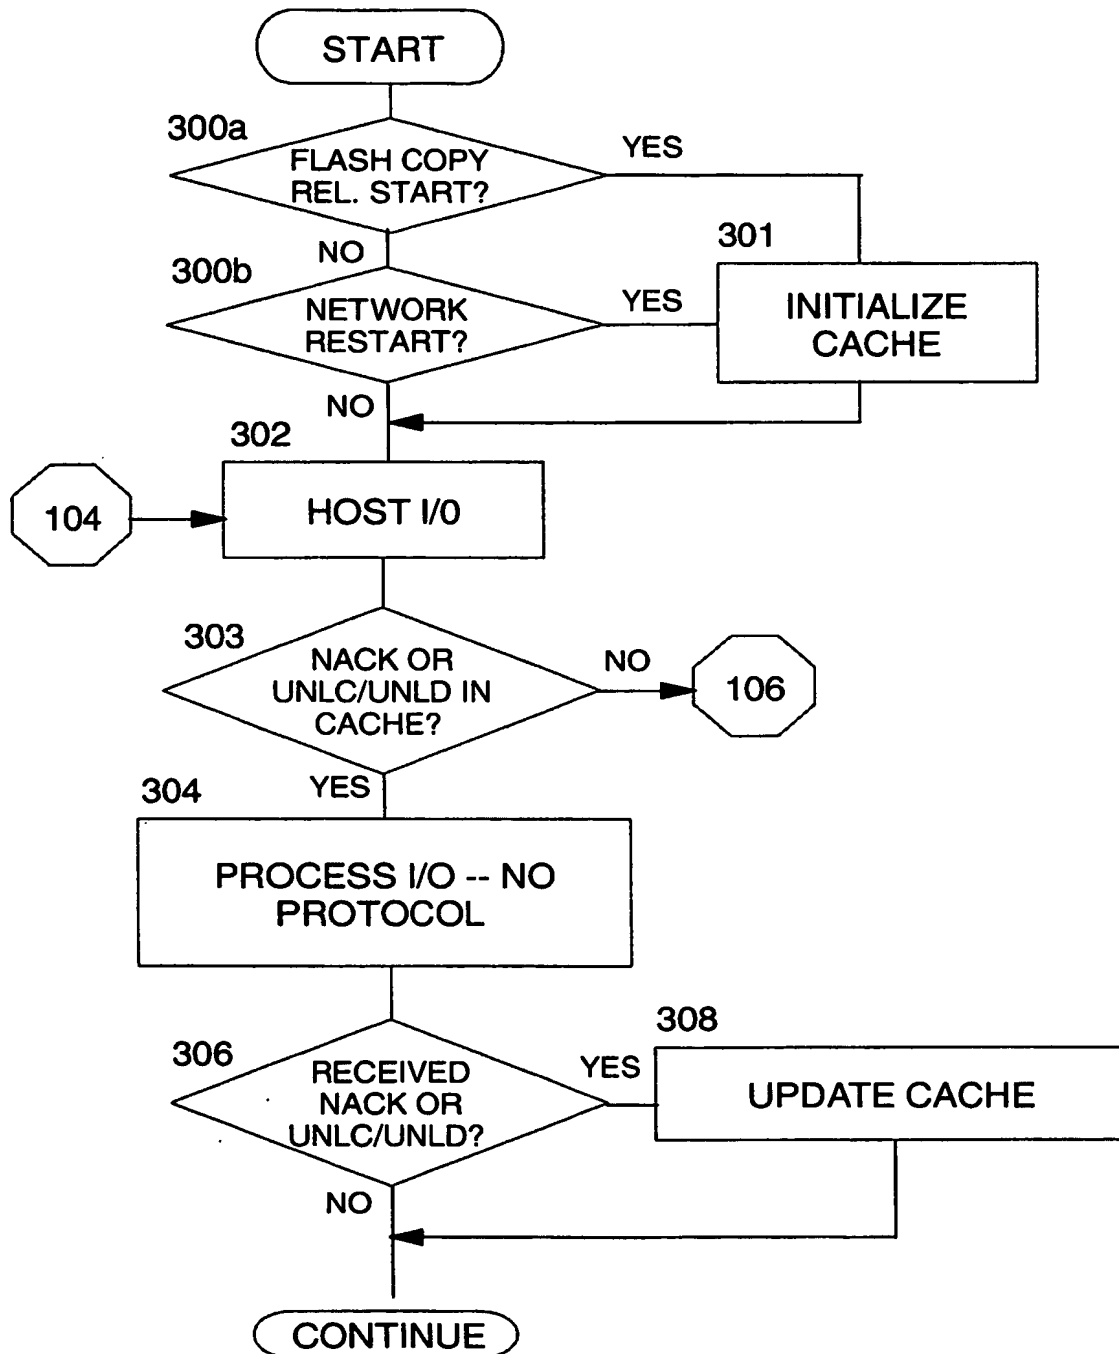 START
300a
FLASH COPY
REL. START?
YES
NO
301
INITIALIZE
CACHE
300b
NETWORK
RESTART?
YES
NO
302
HOST I/0
104
303
NACK OR
UNLC/UNLD IN
CACHE?
NO
106
YES
304
PROCESS I/O -- NO
PROTOCOL
306
RECEIVED
NACK OR
UNLC/UNLD?
YES
308
UPDATE CACHE
NO
CONTINUE